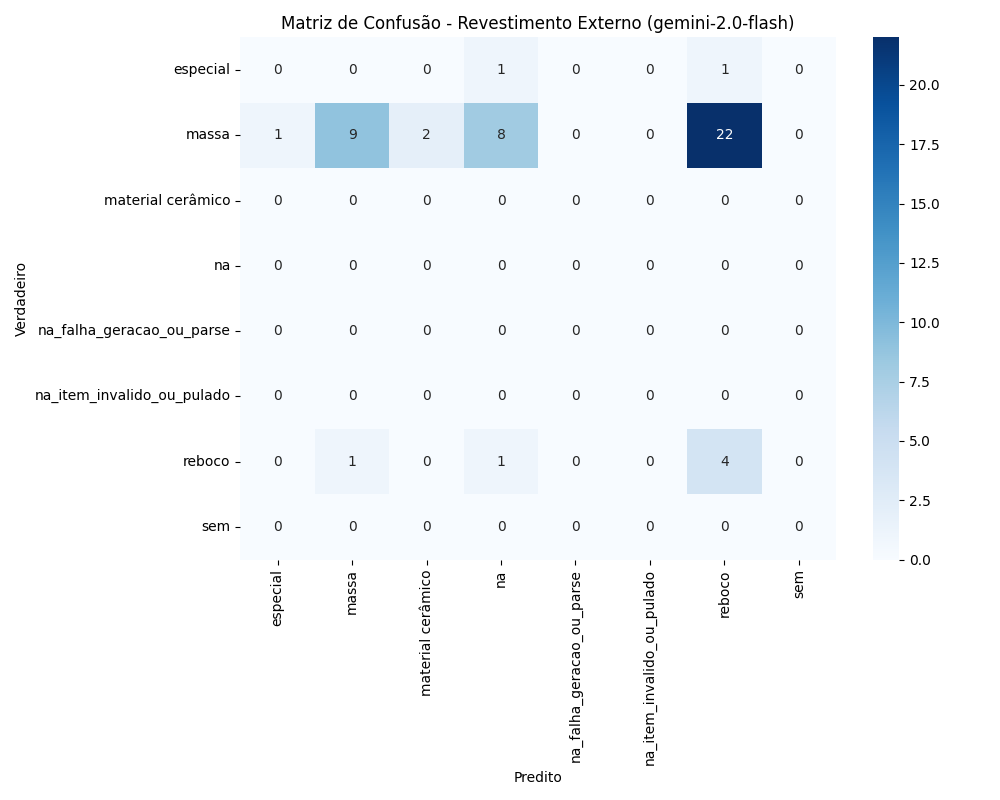 Matriz de Confusão - Revestimento Externo (gemini-2.0-flash)
especial 0 0 0 1 0 0 1 0
massa 1 9 2 8 0 0 22 0
material cerâmico 0 0 0 0 0 0 0 0
na 0 0 0 0 0 0 0 0
na_falha_geracao_ou_parse 0 0 0 0 0 0 0 0
na_item_invalido_ou_pulado 0 0 0 0 0 0 0 0
reboco 0 1 0 1 0 0 4 0
sem 0 0 0 0 0 0 0 0
Verdadeiro
especial
massa
material cerâmico
na
na_falha_geracao_ou_parse
na_item_invalido_ou_pulado
reboco
sem
Predito
20.0
17.5
15.0
12.5
10.0
7.5
5.0
2.5
0.0